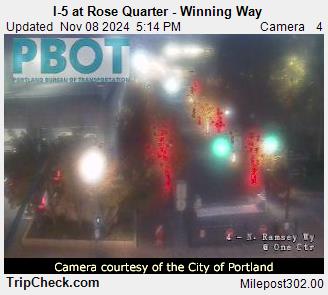 I-5 at Rose Quarter - Winning Way
Updated Nov 08 2024 5:14 PM Camera 4
PBOT
PORTLAND BUREAU OF TRANSPORTATION
4 - N. Ramsey Wy
@ One Ctr
Camera courtesy of the City of Portland
TripCheck.com Milepost302.00